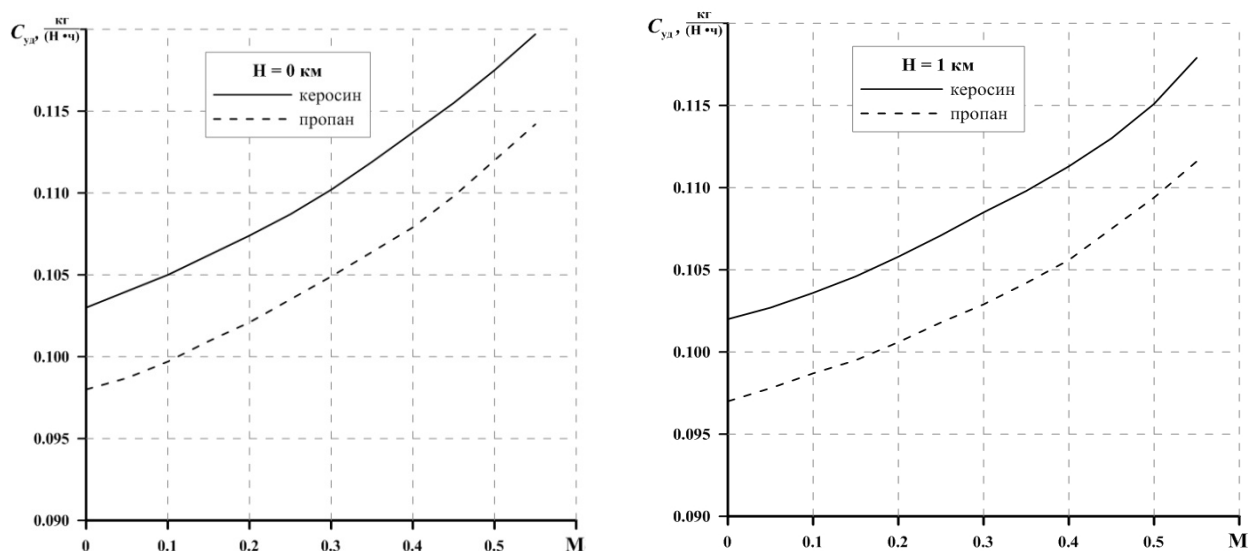 C уд, кг/(Н •ч)
H = 0 км
керосин
пропан
0.115
0.110
0.105
0.100
0.095
0.090
0 0.1 0.2 0.3 0.4 0.5 M
C уд, кг/(Н •ч)
H = 1 км
керосин
пропан
0.115
0.110
0.105
0.100
0.095
0.090
0 0.1 0.2 0.3 0.4 0.5 M